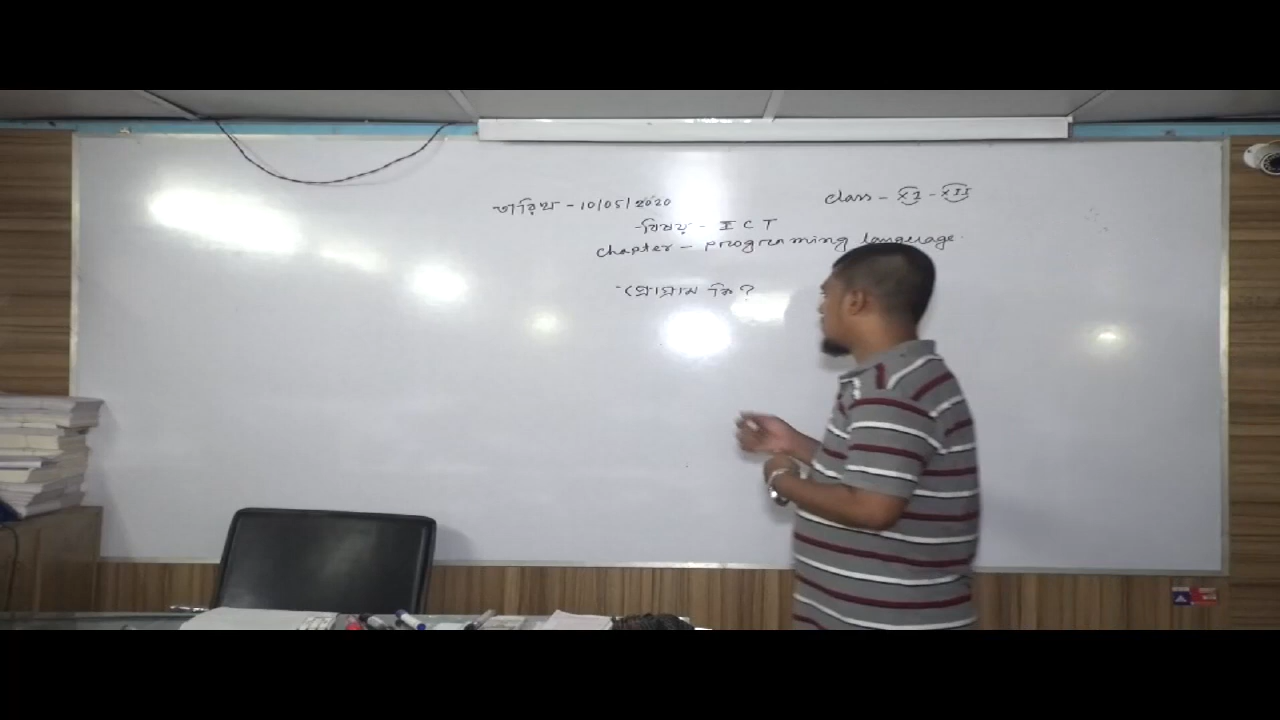 তারিখ - 10/05/2020
class - XI - XII
বিষয় - ICT
chapter - programming language.
প্রোগ্রাম কি?